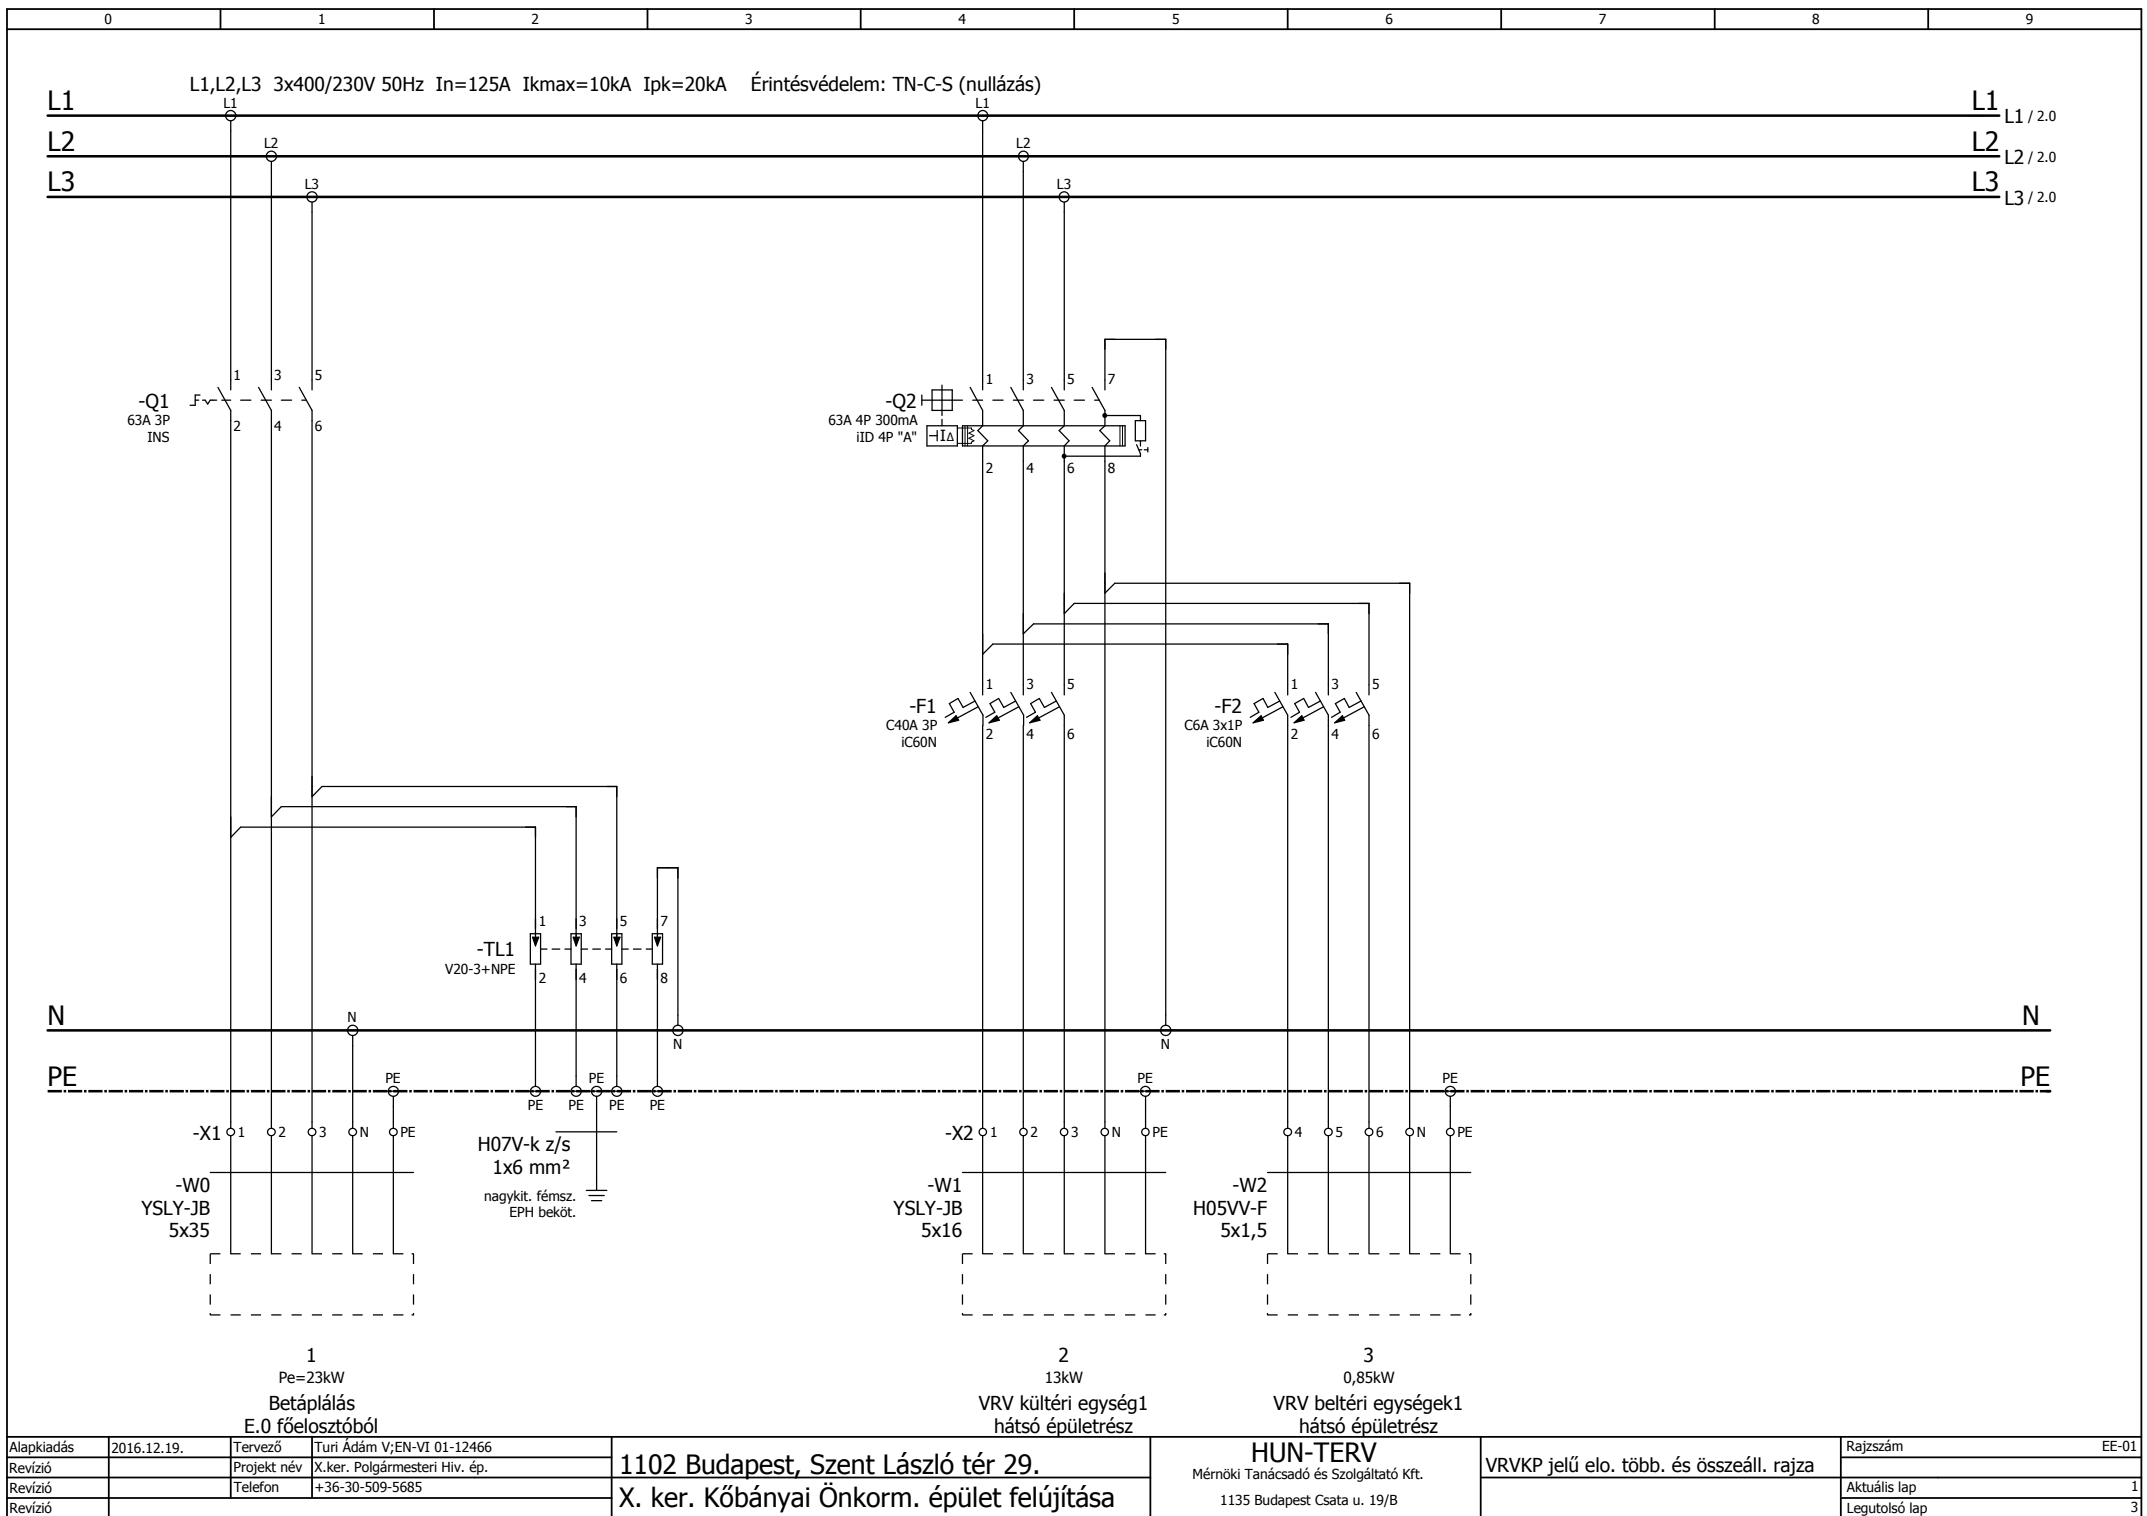 0 1 2 3 4 5 6 7 8 9
L1,L2,L3 3x400/230V 50Hz In=125A Ikmax=10kA Ipk=20kA Érintésvédelem: TN-C-S (nullázás)
L1 L1 L1 L1 L1 / 2.0
L2 L2 L2 L2 L2 / 2.0
L3 L3 L3 L3 L3 / 2.0
1 3 5
-Q1
63A 3P
INS
2 4 6
1 3 5 7
-Q2
63A 4P 300mA
iID 4P "A"
I∆
2 4 6 8
1 3 5
-F1
C40A 3P
iC60N
2 4 6
1 3 5
-F2
C6A 3x1P
iC60N
2 4 6
1 3 5 7
-TL1
V20-3+NPE
2 4 6 8
N N N
N N
PE PE PE PE PE PE
PE PE PE PE
-X1 1 2 3 N PE
H07V-k z/s
1x6 mm²
nagykit. fémsz.
EPH beköt.
-X2 1 2 3 N PE
4 5 6 N PE
-W0
YSLY-JB
5x35
-W1
YSLY-JB
5x16
-W2
H05VV-F
5x1,5
1
Pe=23kW
Betáplálás
E.0 főelosztóból
2
13kW
VRV kültéri egység1
hátsó épületrész
3
0,85kW
VRV beltéri egységek1
hátsó épületrész
Alapkiadás 2016.12.19. Tervező Turi Ádám V;EN-VI 01-12466
Revízió Projekt név X.ker. Polgármesteri Hiv. ép.
Revízió Telefon +36-30-509-5685
Revízió
1102 Budapest, Szent László tér 29.
X. ker. Kőbányai Önkorm. épület felújítása
HUN-TERV
Mérnöki Tanácsadó és Szolgáltató Kft.
1135 Budapest Csata u. 19/B
VRVKP jelű elo. több. és összeáll. rajza
Rajzszám EE-01
Aktuális lap 1
Legutolsó lap 3